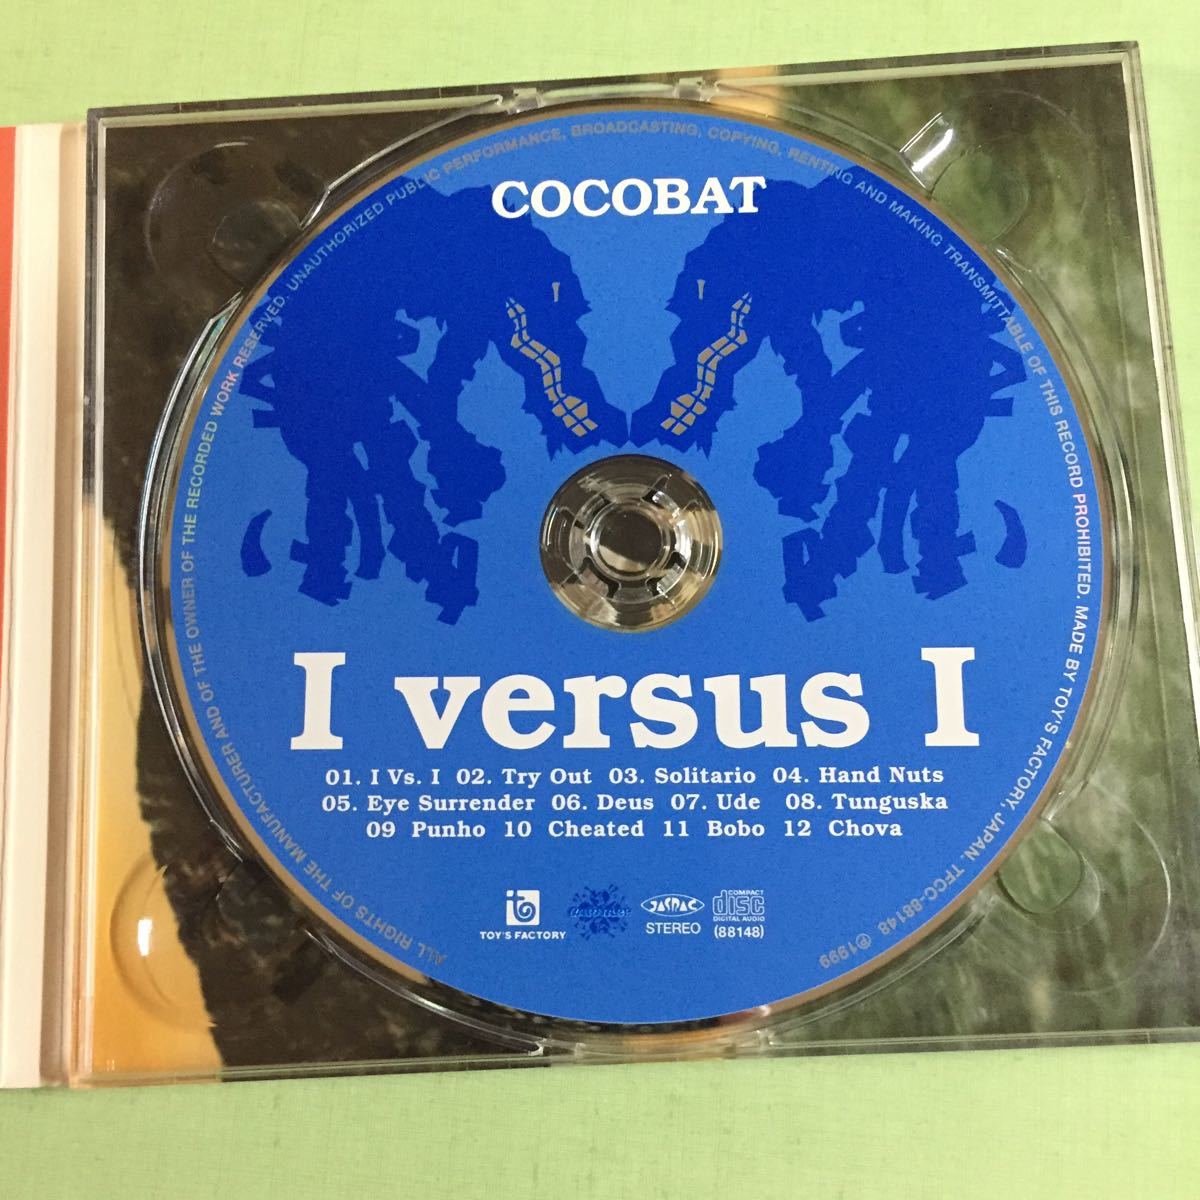 COCOBAT
I versus I
01. I Vs. I 02. Try Out 03. Solitario 04. Hand Nuts
05. Eye Surrender 06. Deus 07. Ude 08. Tunguska
09 Punho 10 Cheated 11 Bobo 12 Chova
TOY'S FACTORY
JASRAC
STEREO
COMPACT
disc
DIGITAL AUDIO
(88148)
ALL RIGHTS OF THE MANUFACTURER AND OF THE OWNER OF THE RECORDED WORK RESERVED. UNAUTHORIZED PUBLIC PERFORMANCE, BROADCASTING, COPYING, RENTING AND MAKING TRANSMITTABLE OF THIS RECORD PROHIBITED. MADE BY TOY'S FACTORY, JAPAN. TFCC-88148 ℗1999